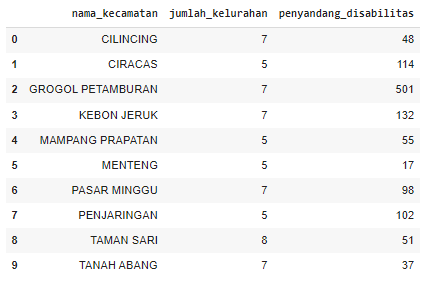 nama_kecamatan jumlah_kelurahan penyandang_disabilitas
0 CILINCING 7 48
1 CIRACAS 5 114
2 GROGOL PETAMBURAN 7 501
3 KEBON JERUK 7 132
4 MAMPANG PRAPATAN 5 55
5 MENTENG 5 17
6 PASAR MINGGU 7 98
7 PENJARINGAN 5 102
8 TAMAN SARI 8 51
9 TANAH ABANG 7 37